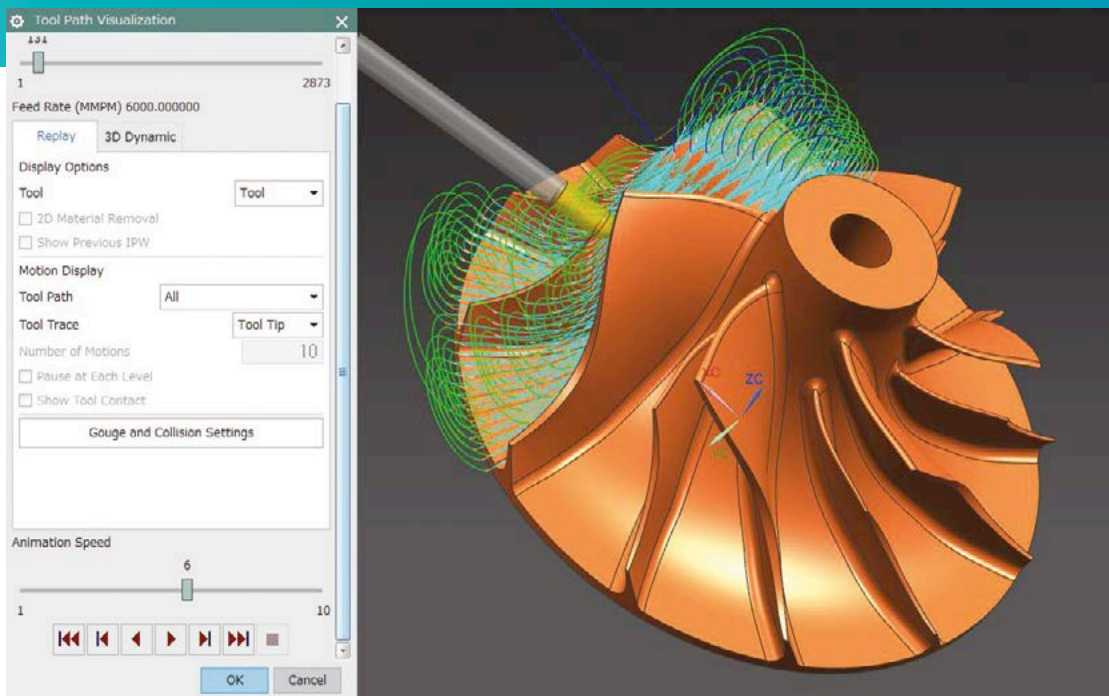 Tool Path Visualization
131
1 2873
Feed Rate (MMPM) 6000.000000
Replay 3D Dynamic
Display Options
Tool Tool
2D Material Removal
Show Previous IPW
Motion Display
Tool Path All
Tool Trace Tool Tip
Number of Motions 10
Pause at Each Level
Show Tool Contact
Gouge and Collision Settings
Animation Speed
6
1 10
OK Cancel
ZC